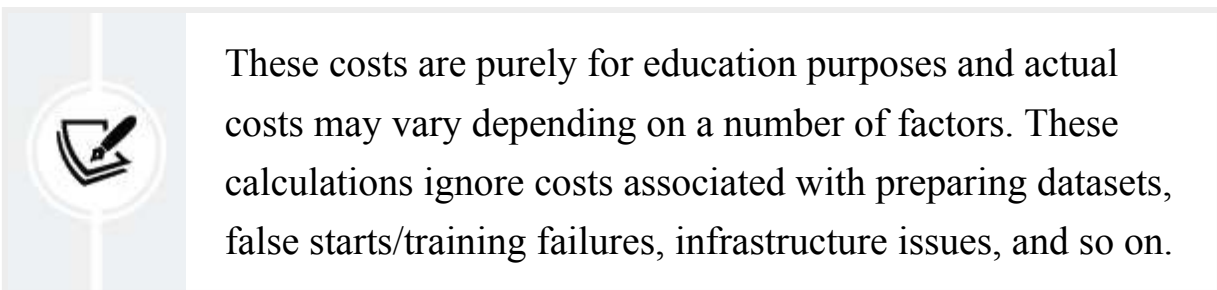 These costs are purely for education purposes and actual
costs may vary depending on a number of factors. These
calculations ignore costs associated with preparing datasets,
false starts/training failures, infrastructure issues, and so on.